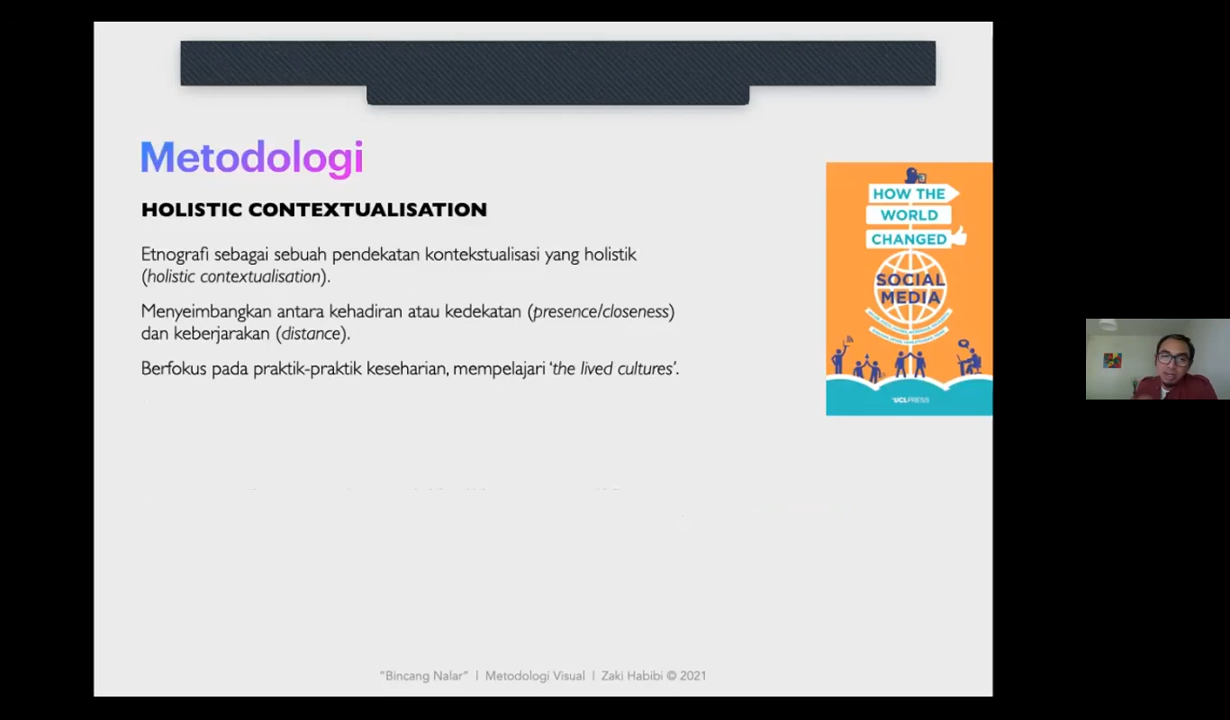 Metodologi
HOLISTIC CONTEXTUALISATION
Etnografi sebagai sebuah pendekatan kontekstualisasi yang holistik
(holistic contextualisation).
Menyeimbangkan antara kehadiran atau kedekatan (presence/closeness)
dan keberjarakan (distance).
Berfokus pada praktik-praktik keseharian, mempelajari ‘the lived cultures’.
HOW THE
WORLD
CHANGED
SOCIAL
MEDIA
UCLPRESS
"Bincang Nalar" | Metodologi Visual | Zaki Habibi © 2021